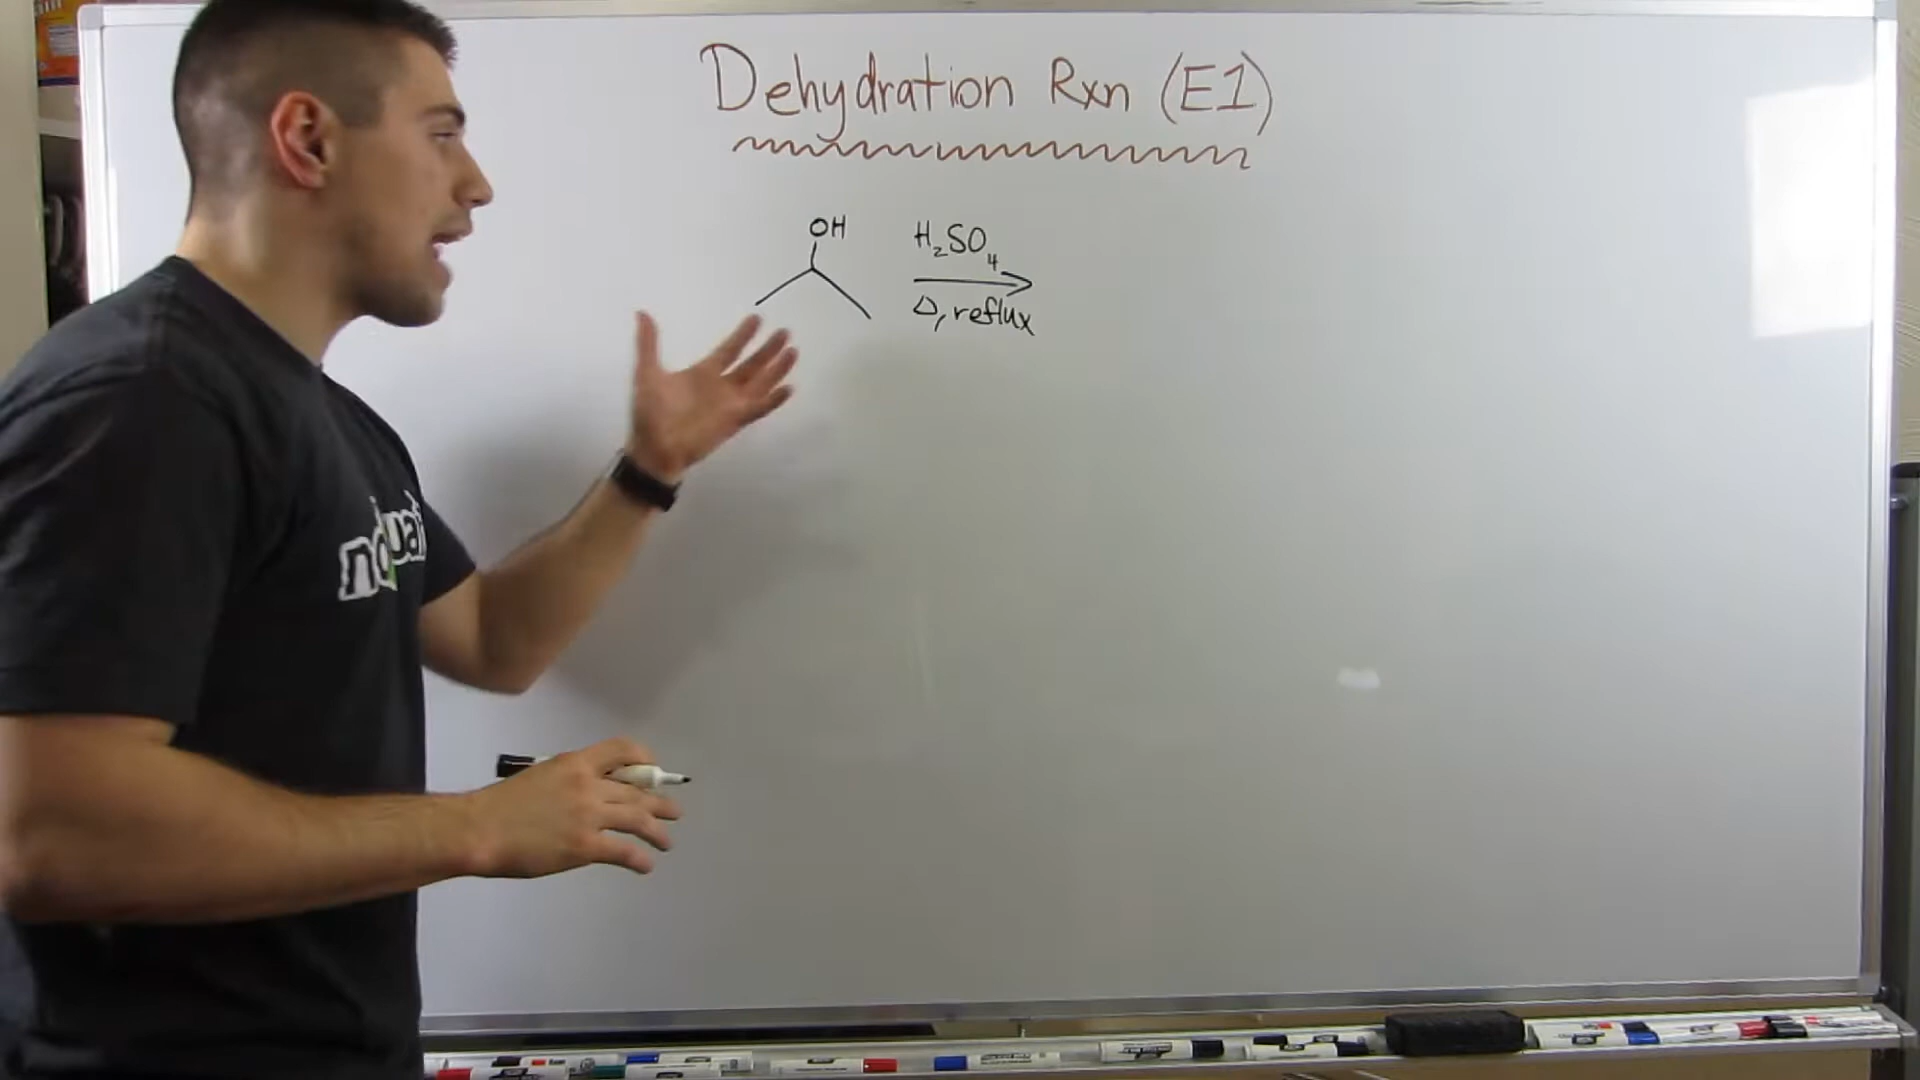 Dehydration Rxn (E1)
OH
H₂SO₄
Δ, reflux